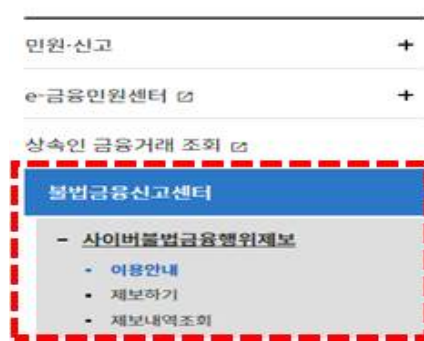 민원·신고
e-금융민원센터
상속인 금융거래 조회
불법금융신고센터
- 사이버불법금융행위제보
• 이용안내
• 제보하기
• 제보내역조회